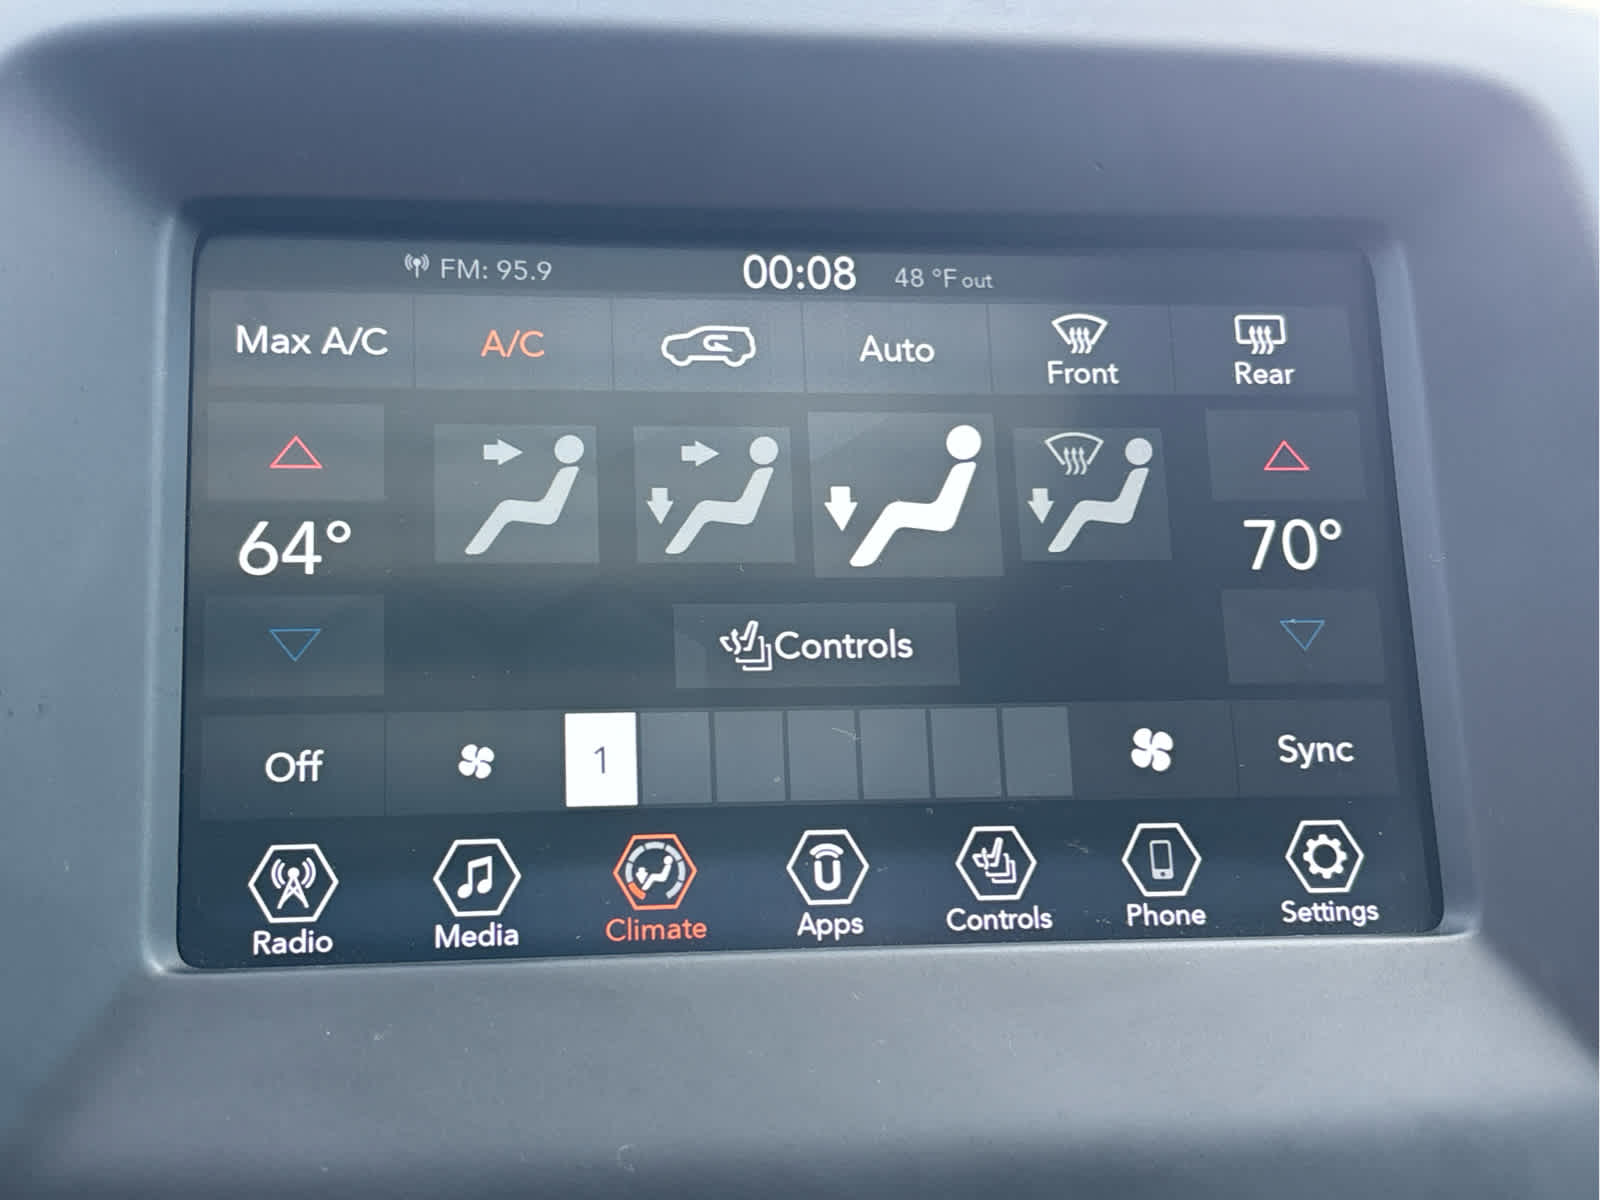 FM: 95.9 00:08 48 °F out
Max A/C A/C Auto Front Rear
64° 70°
Controls
Off 1 Sync
Radio Media Climate Apps Controls Phone Settings